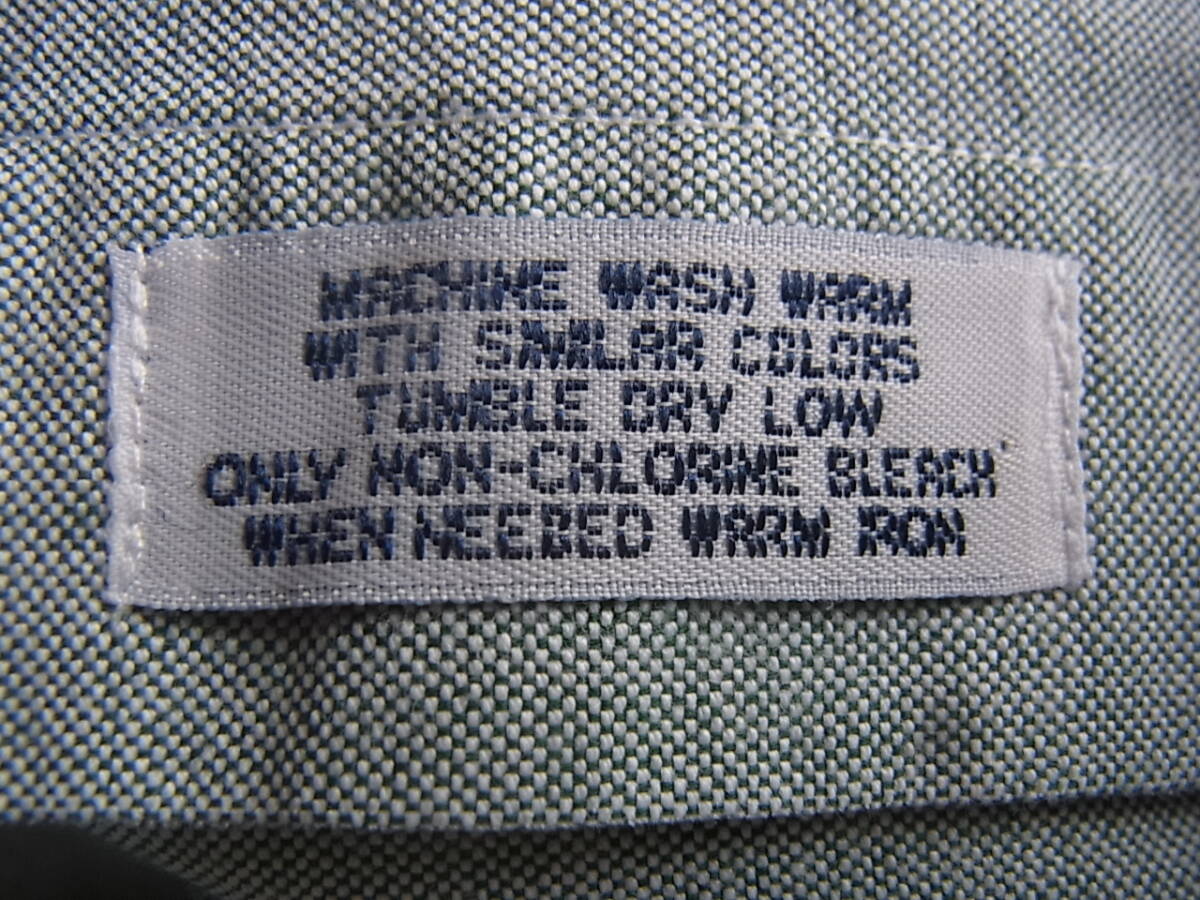 MACHINE WASH WARM
WITH SIMILAR COLORS
TUMBLE DRY LOW
ONLY NON-CHLORINE BLEACH
WHEN NEEDED WARM IRON